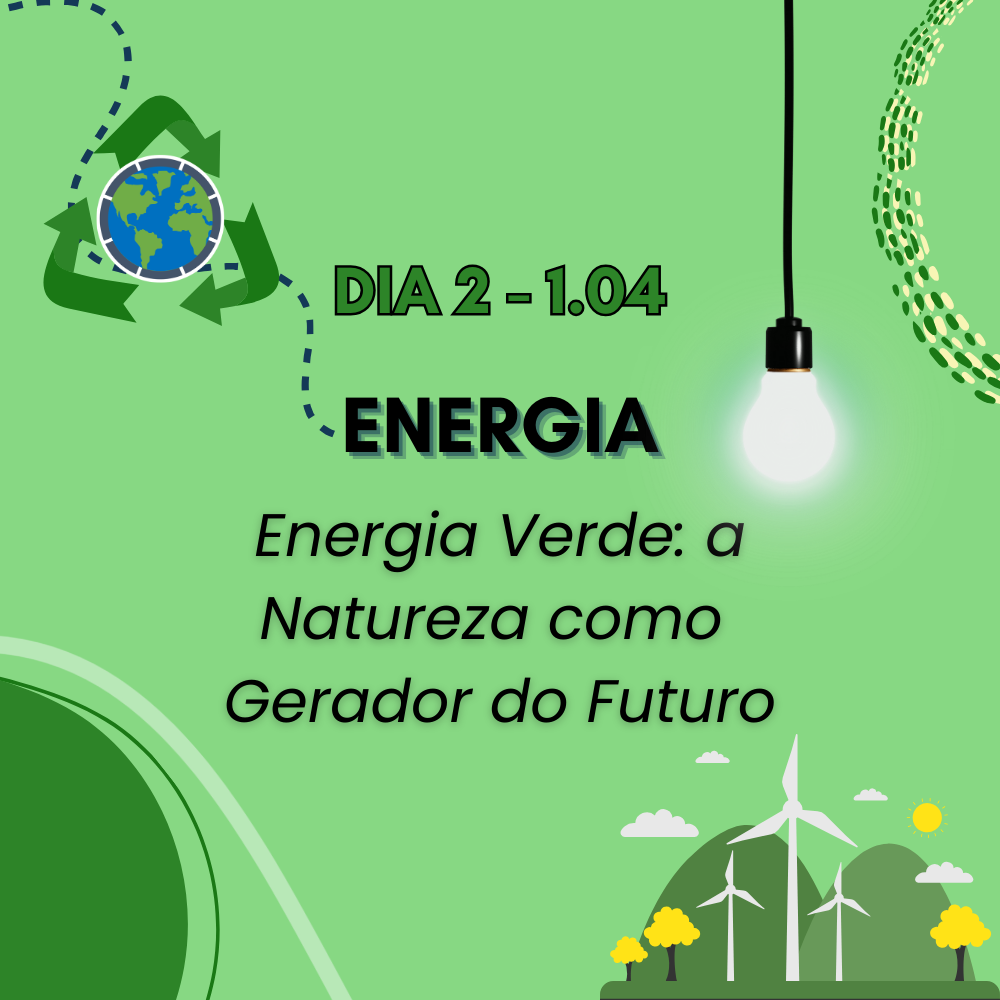 DIA 2 - 1.04
ENERGIA
Energia Verde: a
Natureza como
Gerador do Futuro